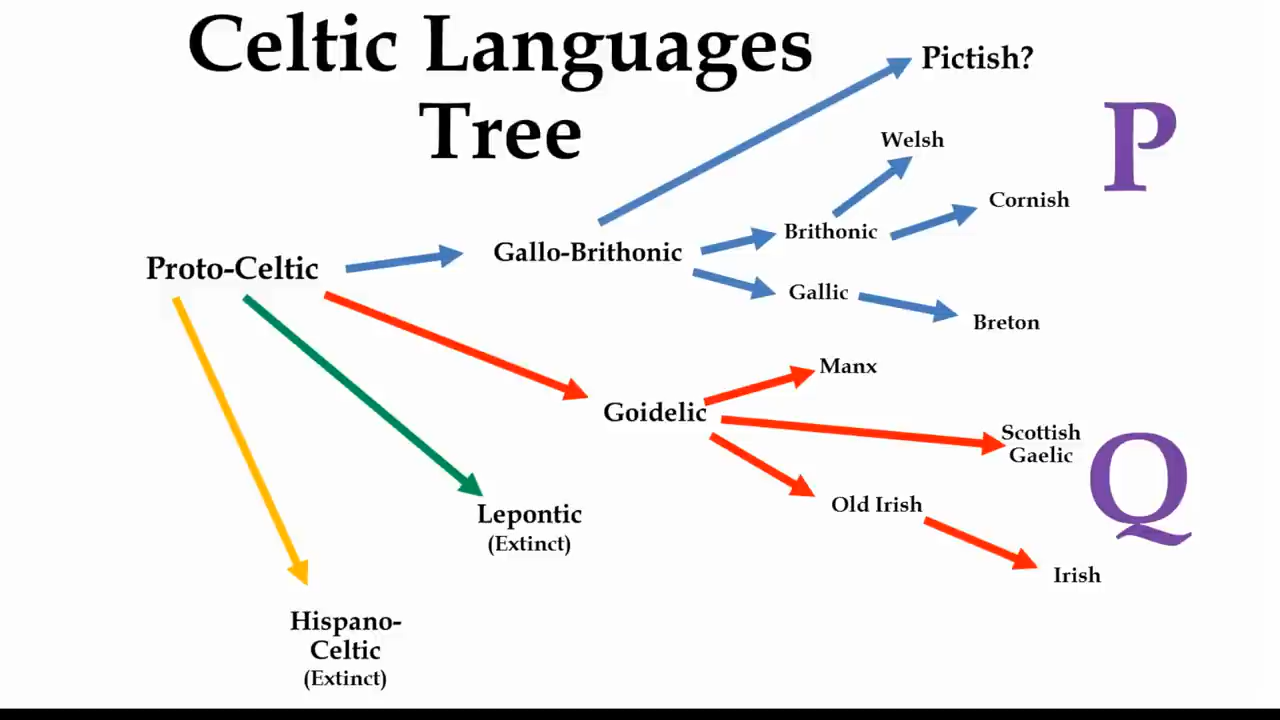 Celtic Languages
Tree
Pictish?
P
Welsh
Cornish
Brithonic
Gallo-Brithonic
Proto-Celtic
Gallic
Breton
Manx
Goidelic
Scottish
Gaelic
Q
Old Irish
Lepontic
(Extinct)
Irish
Hispano-
Celtic
(Extinct)